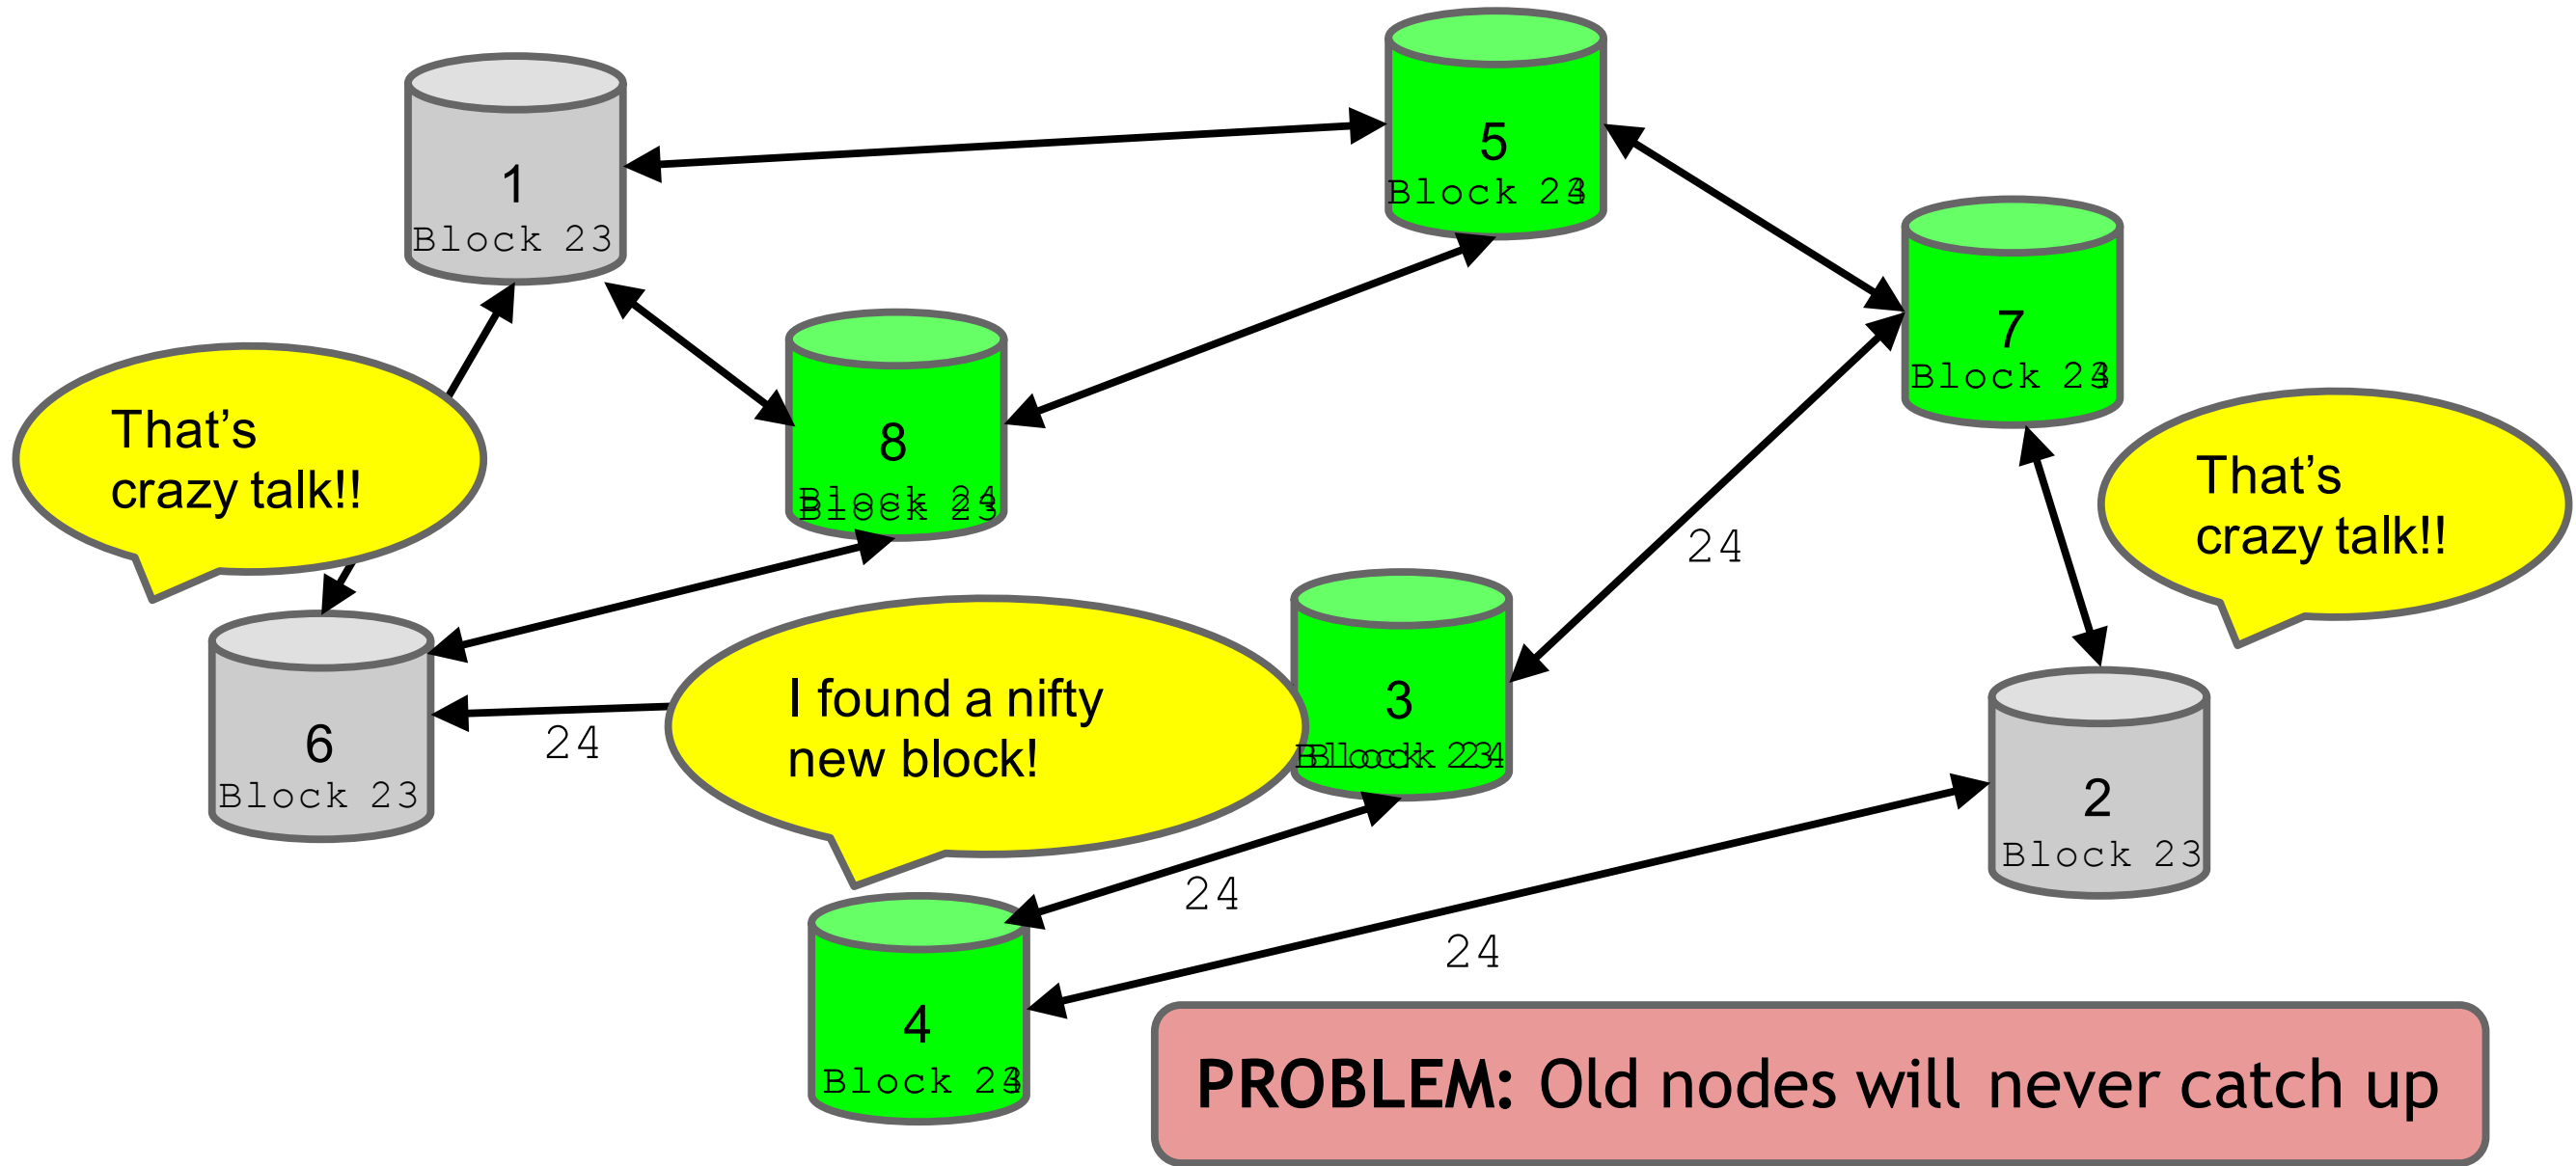 5
1
Block 23
7
8
That's
crazy talk!!
That's
crazy talk!!
24
3
I found a nifty
new block!
6
24
Block 23
2
Block 23
24
24
4
PROBLEM: Old nodes will never catch up